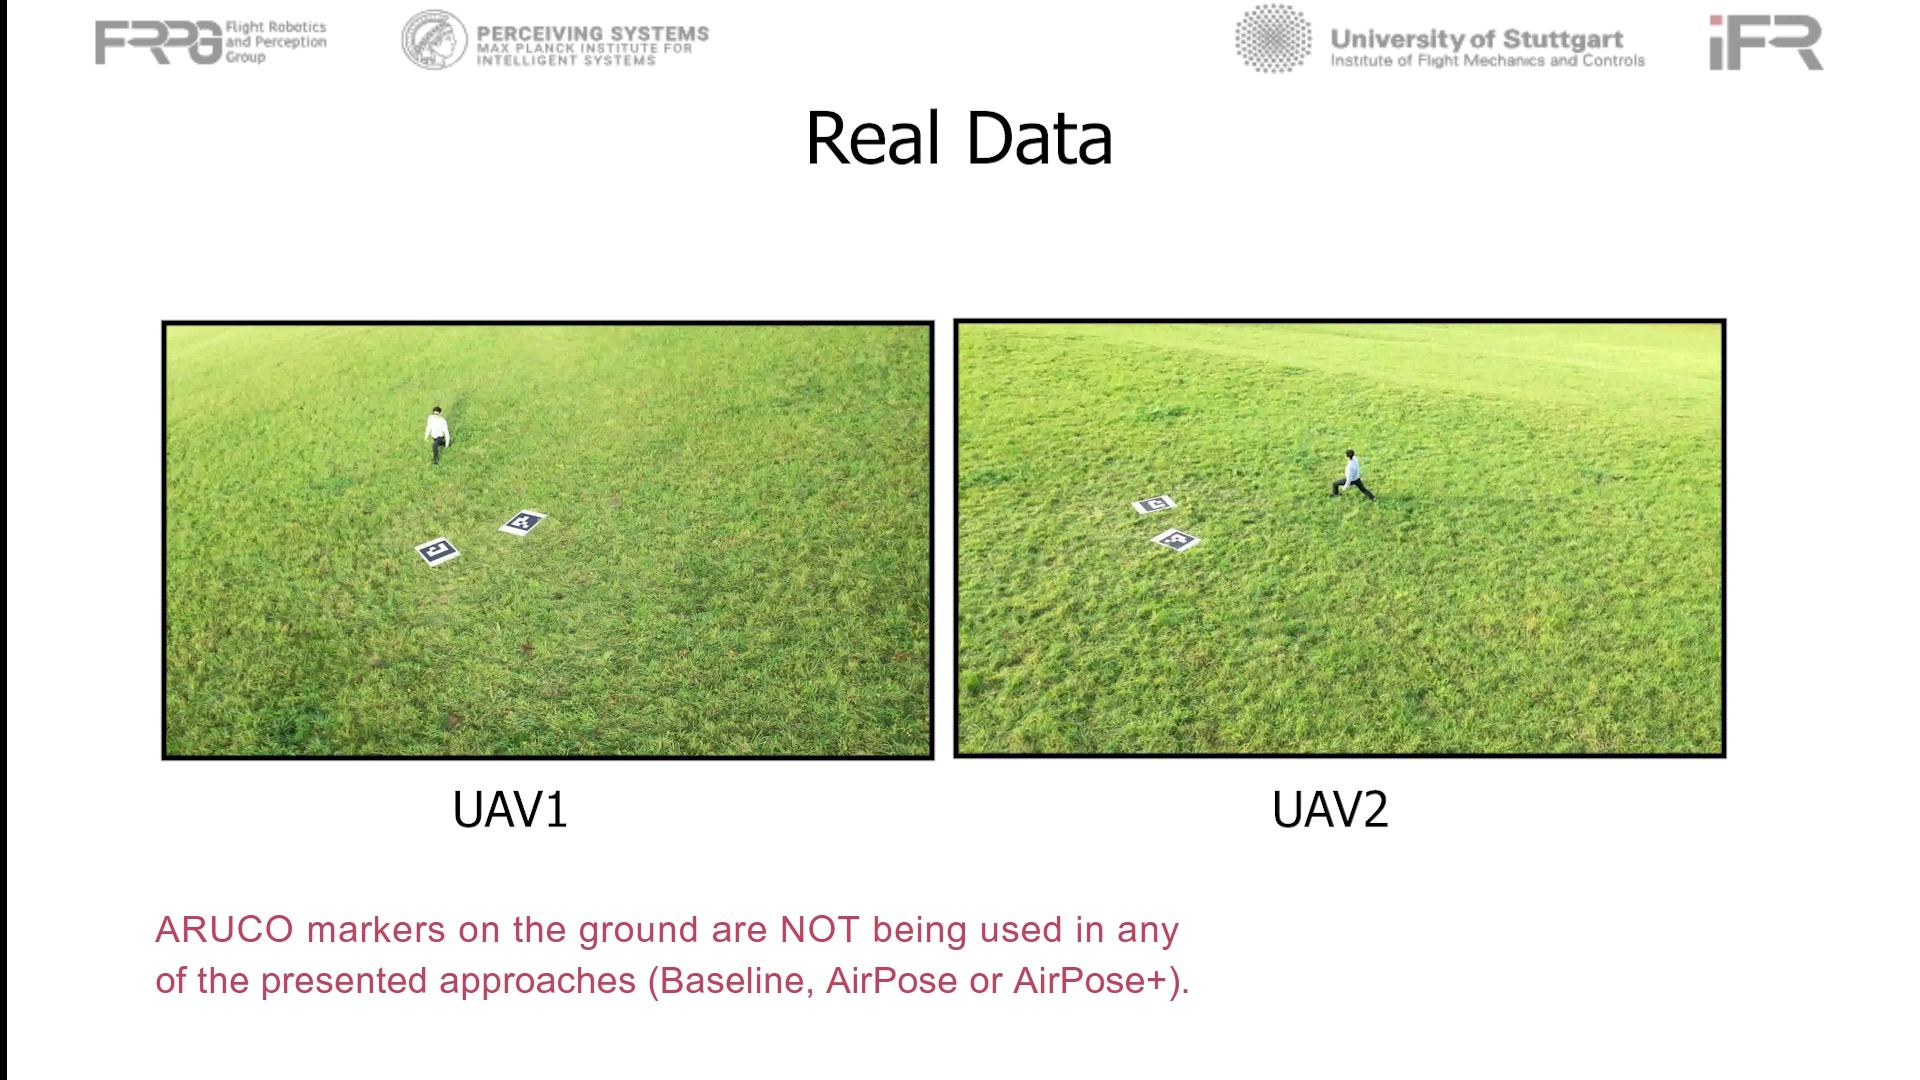 FRPG
Flight Robotics
and Perception
Group
PERCEIVING SYSTEMS
MAX PLANCK INSTITUTE FOR
INTELLIGENT SYSTEMS
University of Stuttgart
Institute of Flight Mechanics and Controls
iFR
Real Data
UAV1
UAV2
ARUCO markers on the ground are NOT being used in any
of the presented approaches (Baseline, AirPose or AirPose+).